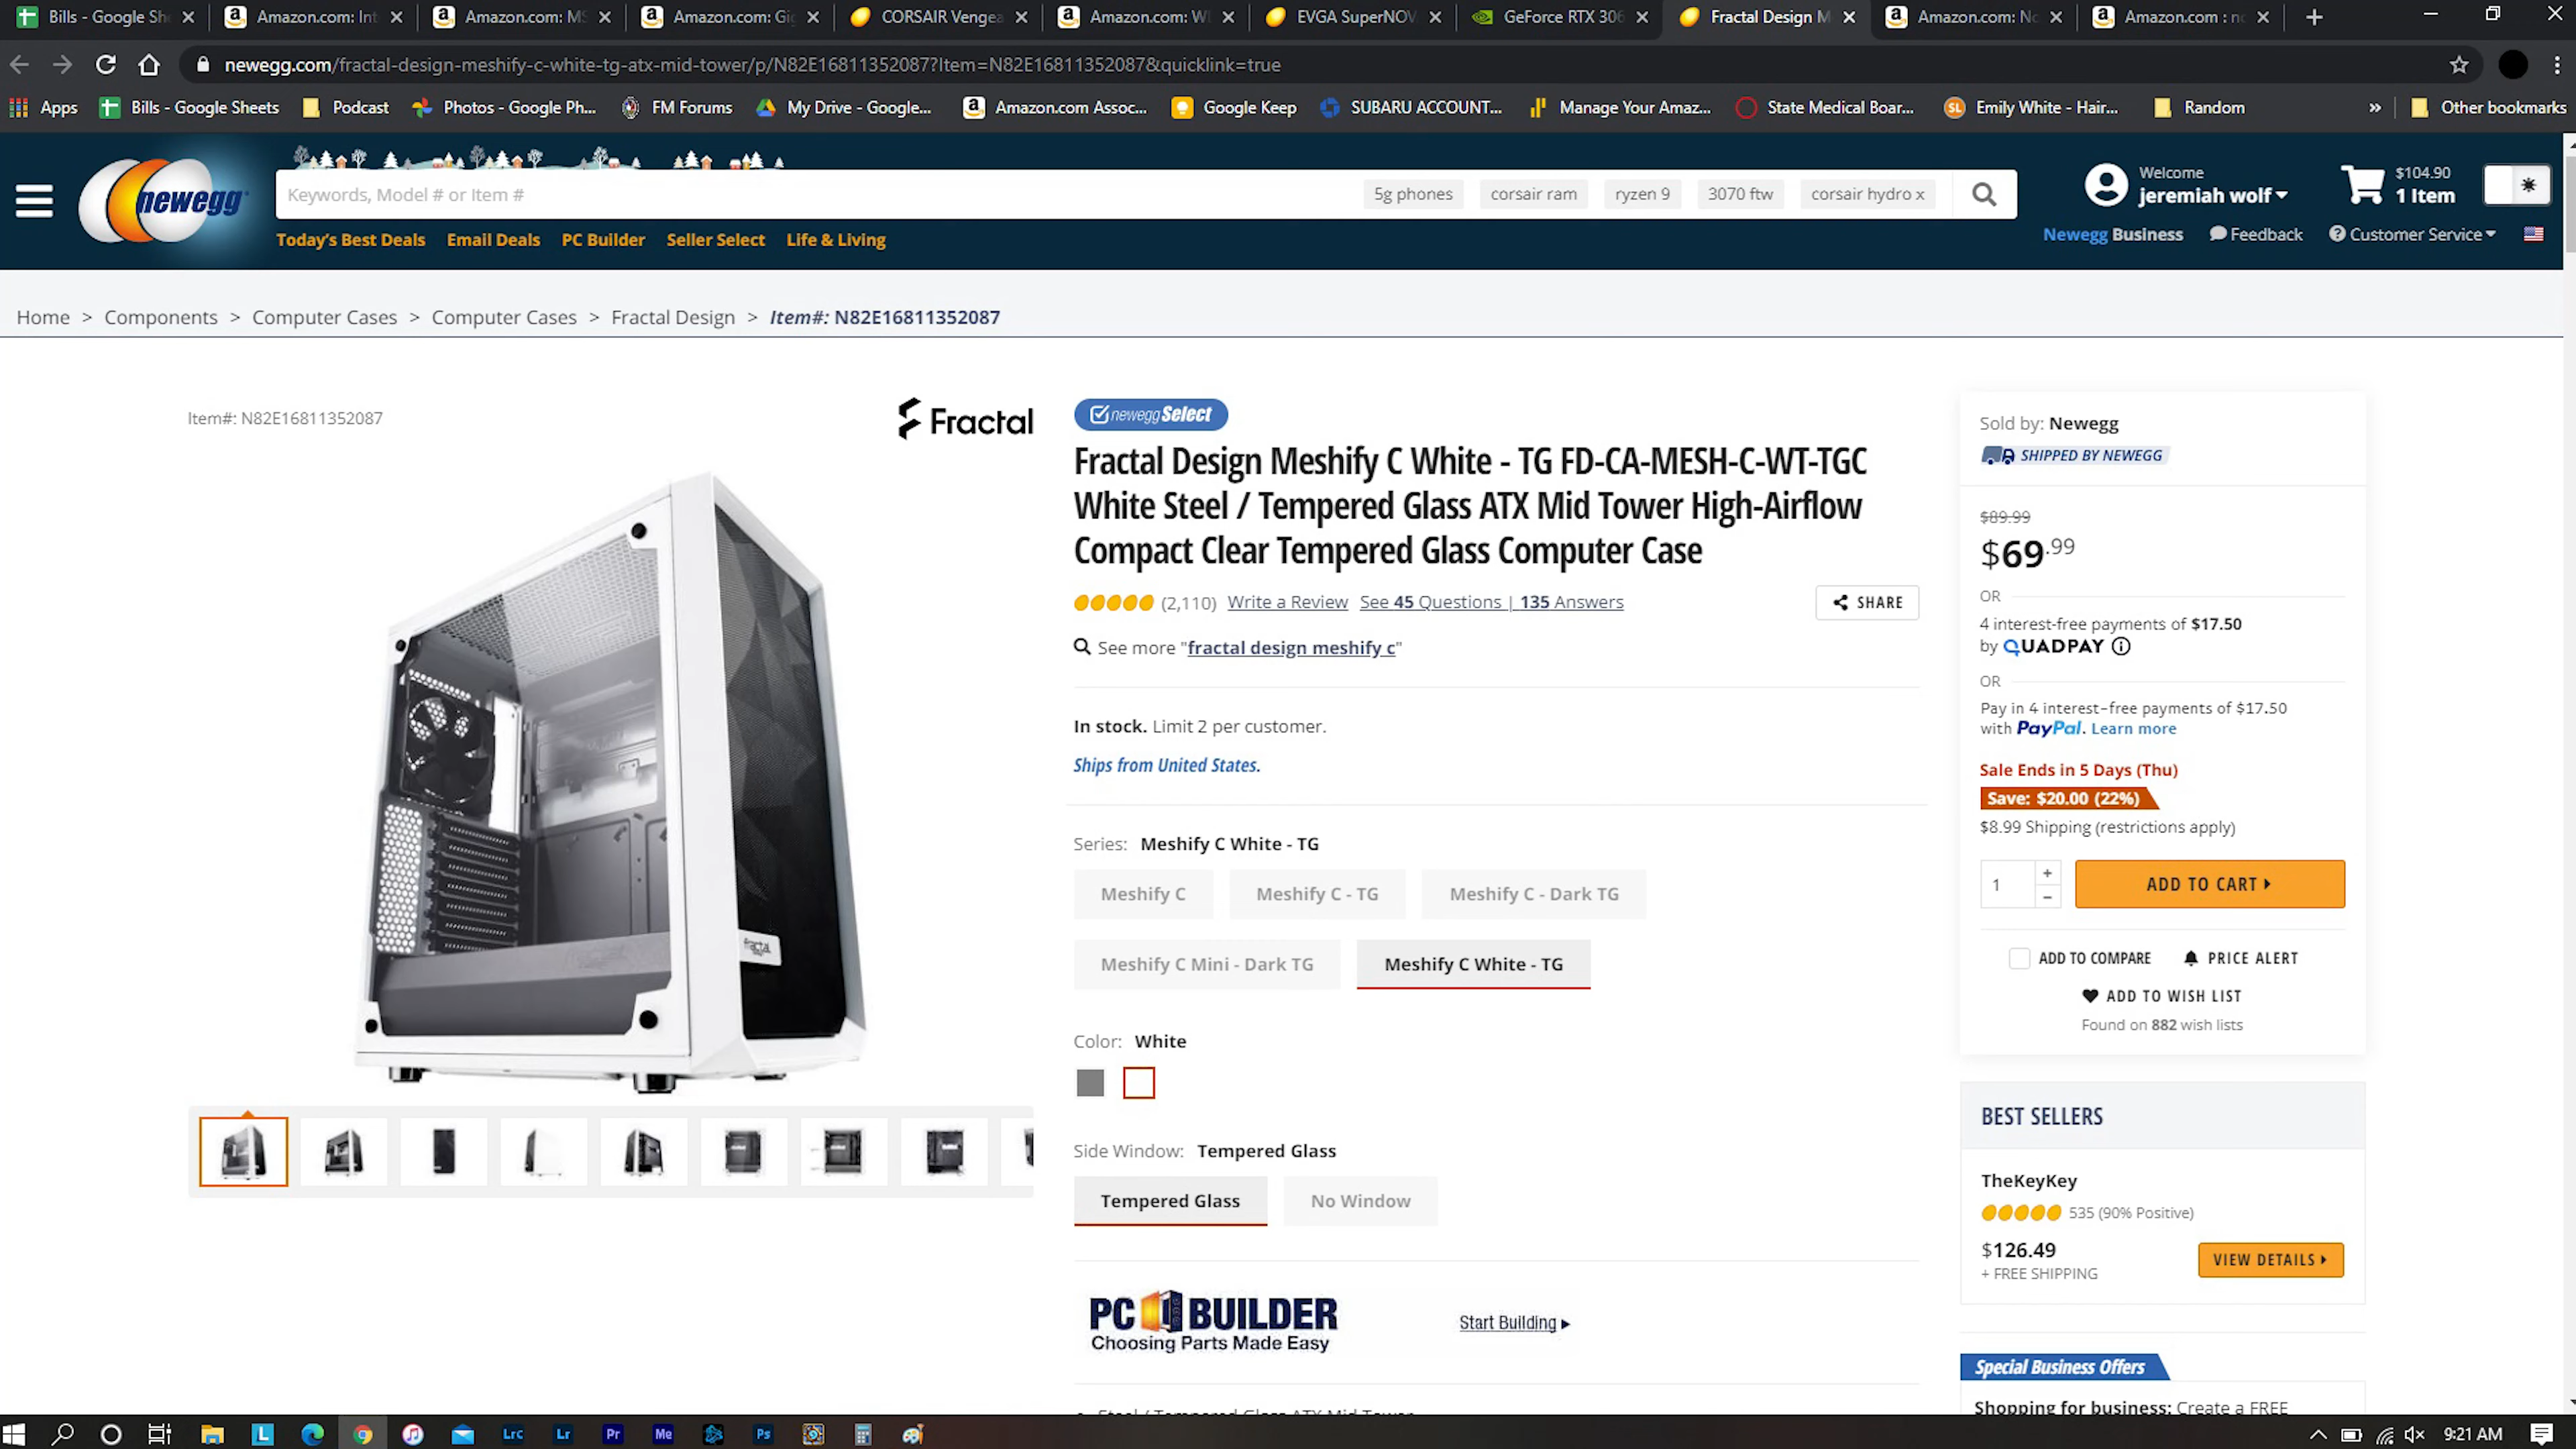 Bills - Google Sh
Amazon.com: Int
Amazon.com: MS
Amazon.com: Gig
CORSAIR Vengea
Amazon.com: WD
EVGA SuperNOV
GeForce RTX 306
Fractal Design M
Amazon.com: No
Amazon.com : no
newegg.com/fractal-design-meshify-c-white-tg-atx-mid-tower/p/N82E16811352087?Item=N82E16811352087&quicklink=true
Apps
Bills - Google Sheets
Podcast
Photos - Google Ph...
FM Forums
My Drive - Google...
Amazon.com Assoc...
Google Keep
SUBARU ACCOUNT...
Manage Your Amaz...
State Medical Boar...
SL Emily White - Hair...
Random
»
Other bookmarks
newegg
Keywords, Model # or Item #
5g phones
corsair ram
ryzen 9
3070 ftw
corsair hydro x
Welcome
jeremiah wolf
$104.90
1 Item
Today's Best Deals
Email Deals
PC Builder
Seller Select
Life & Living
Newegg Business
Feedback
Customer Service
Home > Components > Computer Cases > Computer Cases > Fractal Design > Item#: N82E16811352087
Item#: N82E16811352087
Fractal
newegg Select
Fractal Design Meshify C White - TG FD-CA-MESH-C-WT-TGC
White Steel / Tempered Glass ATX Mid Tower High-Airflow
Compact Clear Tempered Glass Computer Case
(2,110) Write a Review See 45 Questions | 135 Answers
SHARE
See more "fractal design meshify c"
In stock. Limit 2 per customer.
Ships from United States.
Series: Meshify C White - TG
Meshify C
Meshify C - TG
Meshify C - Dark TG
Meshify C Mini - Dark TG
Meshify C White - TG
Color: White
Side Window: Tempered Glass
Tempered Glass
No Window
PC BUILDER
Choosing Parts Made Easy
Start Building
Steel / Tempered Glass ATX Mid Tower
fractal
Sold by: Newegg
SHIPPED BY NEWEGG
$89.99
$69.99
OR
4 interest-free payments of $17.50
by QUADPAY
OR
Pay in 4 interest-free payments of $17.50
with PayPal. Learn more
Sale Ends in 5 Days (Thu)
Save: $20.00 (22%)
$8.99 Shipping (restrictions apply)
1
+
-
ADD TO CART
ADD TO COMPARE
PRICE ALERT
ADD TO WISH LIST
Found on 882 wish lists
BEST SELLERS
TheKeyKey
535 (90% Positive)
$126.49
+ FREE SHIPPING
VIEW DETAILS
Special Business Offers
Shopping for business: Create a FREE
L
Lrc
Lr
Pr
Me
Ps
9:21 AM